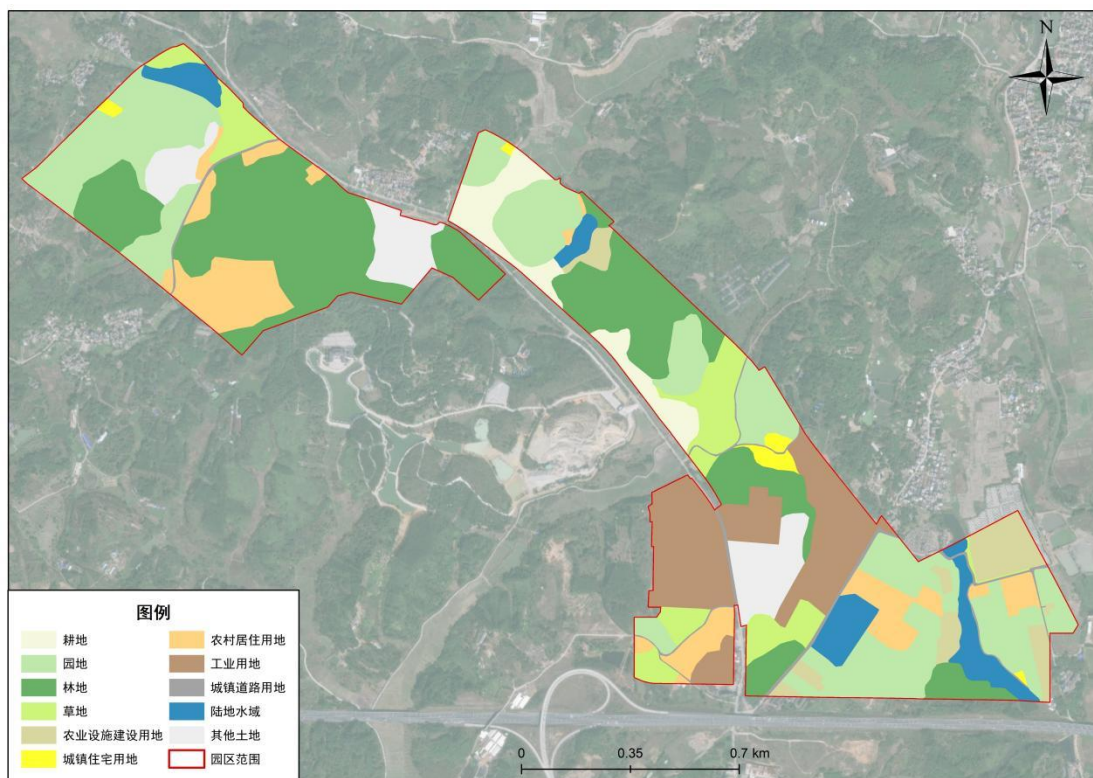 N
图例
耕地
园地
林地
草地
农业设施建设用地
城镇住宅用地
农村居住用地
工业用地
城镇道路用地
陆地水域
其他土地
园区范围
0 0.35 0.7 km